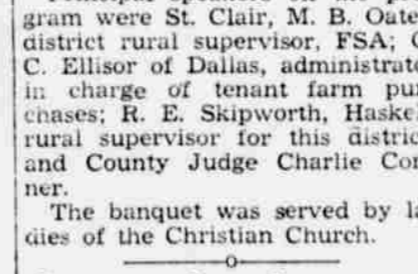 gram were St. Clair, M. B. Oate
district rural supervisor, FSA;
C. Ellisor of Dallas, administrat
in charge of tenant farm pur
chases; R. E. Skipworth, Haske
rural supervisor for this distric
and County Judge Charlie Con
ner.
The banquet was served by la
dies of the Christian Church.